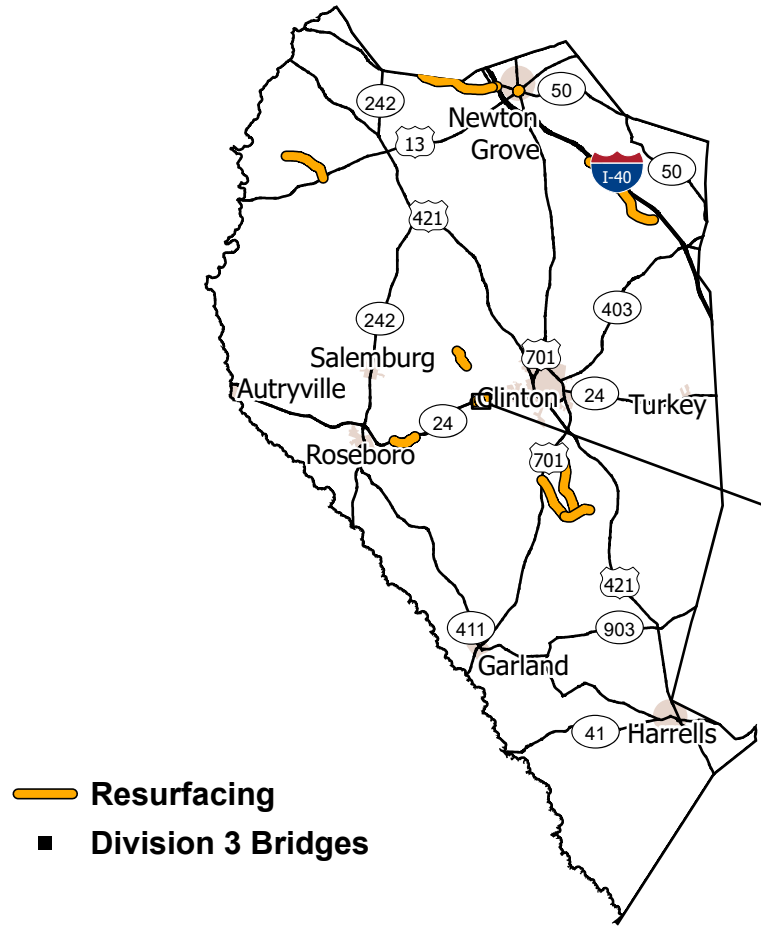 242
50
Newton
Grove
13
I-40
50
421
403
242
701
Salemburg
Autryville
Clinton
24
Turkey
24
Roseboro
701
421
411
903
Garland
41
Harrells
Resurfacing
Division 3 Bridges